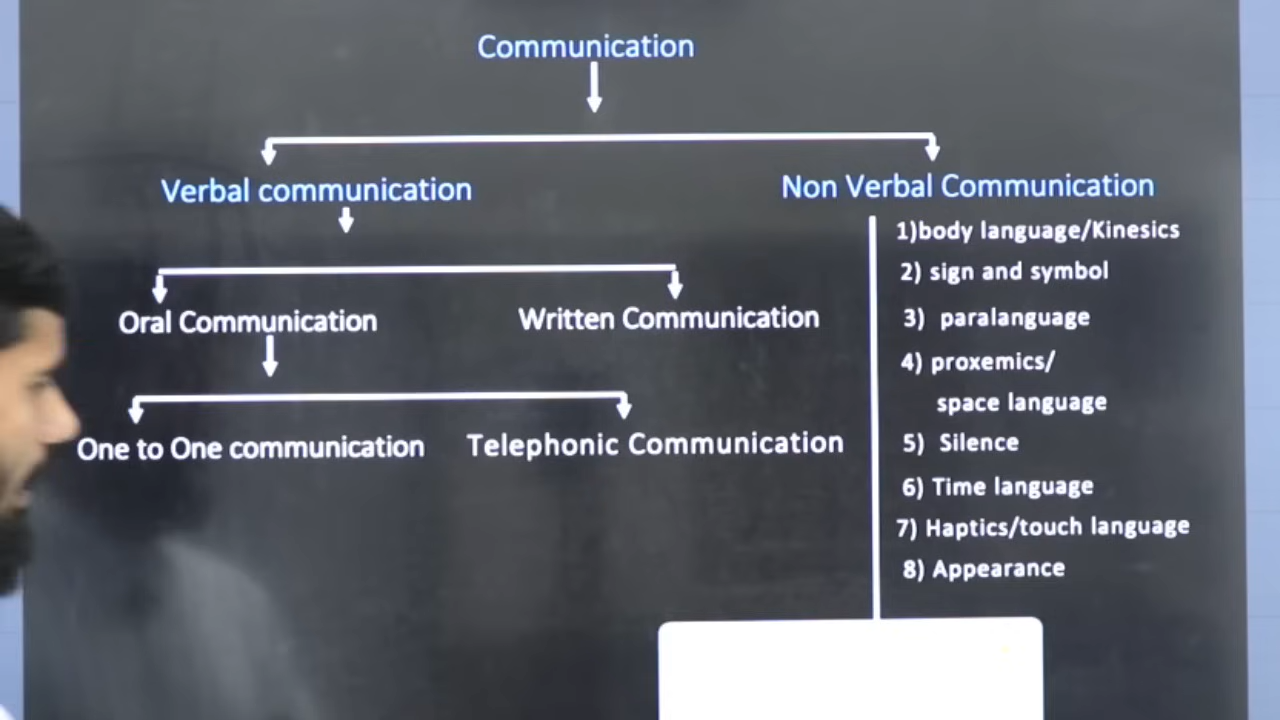 Communication
Verbal communication
Non Verbal Communication
Oral Communication
Written Communication
One to One communication
Telephonic Communication
1)body language/Kinesics
2) sign and symbol
3) paralanguage
4) proxemics/
space language
5) Silence
6) Time language
7) Haptics/touch language
8) Appearance